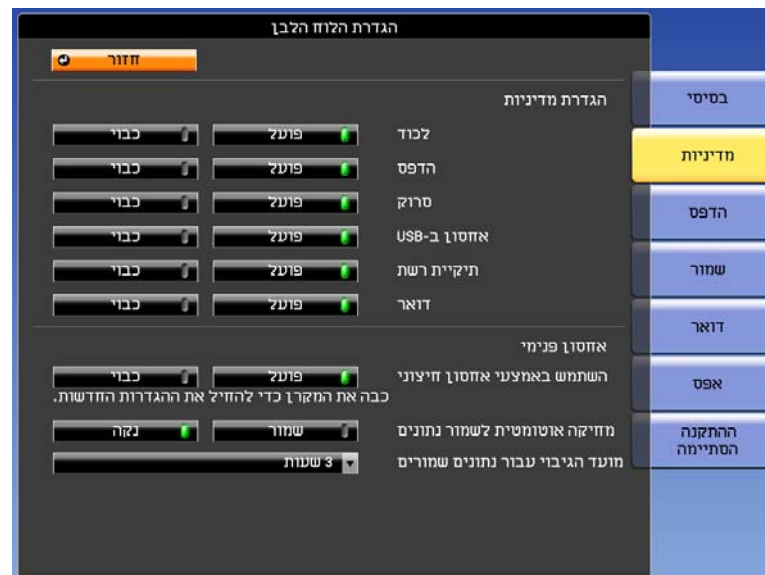 הגדרת הלוח הלבן
חזור
הגדרת מדיניות
לכוד פועל כבוי
הדפס פועל כבוי
סרוק פועל כבוי
אחסון ב-USB פועל כבוי
תיקיית רשת פועל כבוי
דואר פועל כבוי
אחסון פנימי
השתמש באמצעי אחסון חיצוני פועל כבוי
כבה את המקרן כדי להחיל את ההגדרות החדשות.
מחיקה אוטומטית לשמור נתונים שמור נקה
מועד הגיבוי עבור נתונים שמורים 3 שעות
בסיסי
מדיניות
הדפס
שמור
דואר
אפס
ההתקנה
הסתיימה